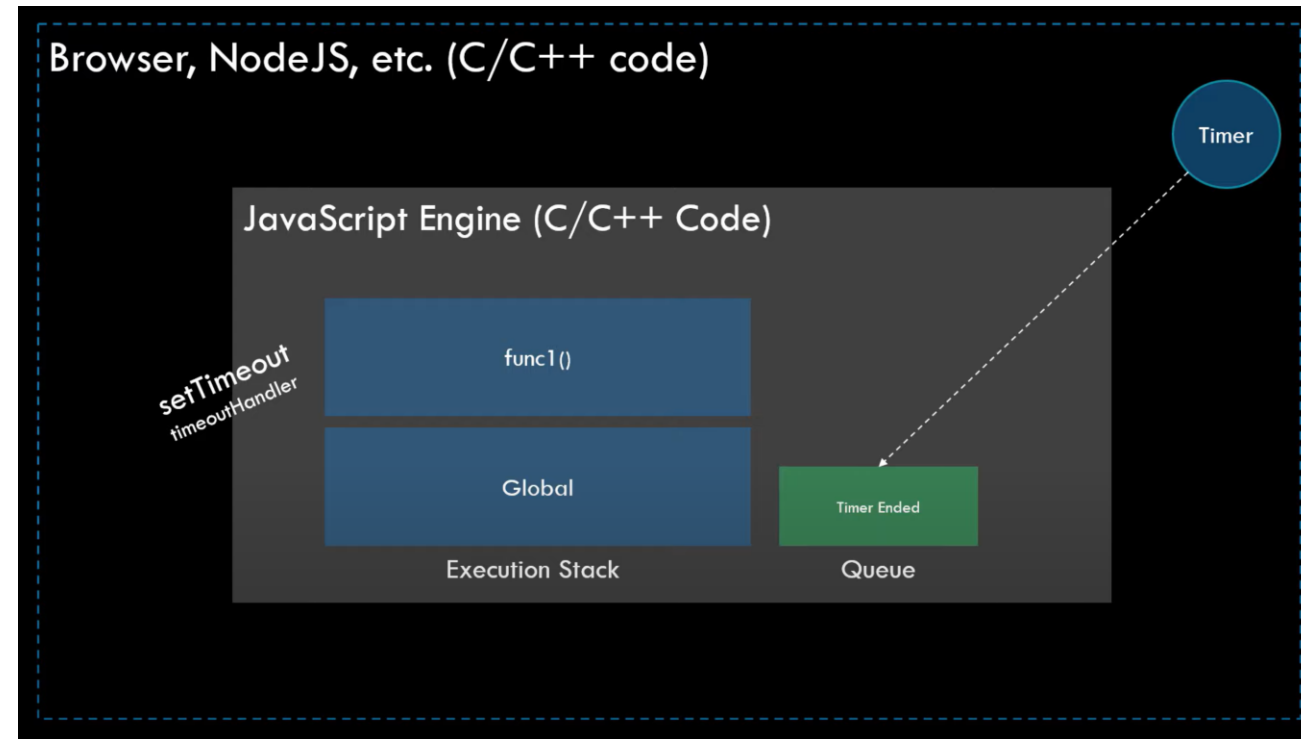 Browser, NodeJS, etc. (C/C++ code)
Timer
JavaScript Engine (C/C++ Code)
setTimeout
timeoutHandler
func1()
Global
Timer Ended
Execution Stack
Queue